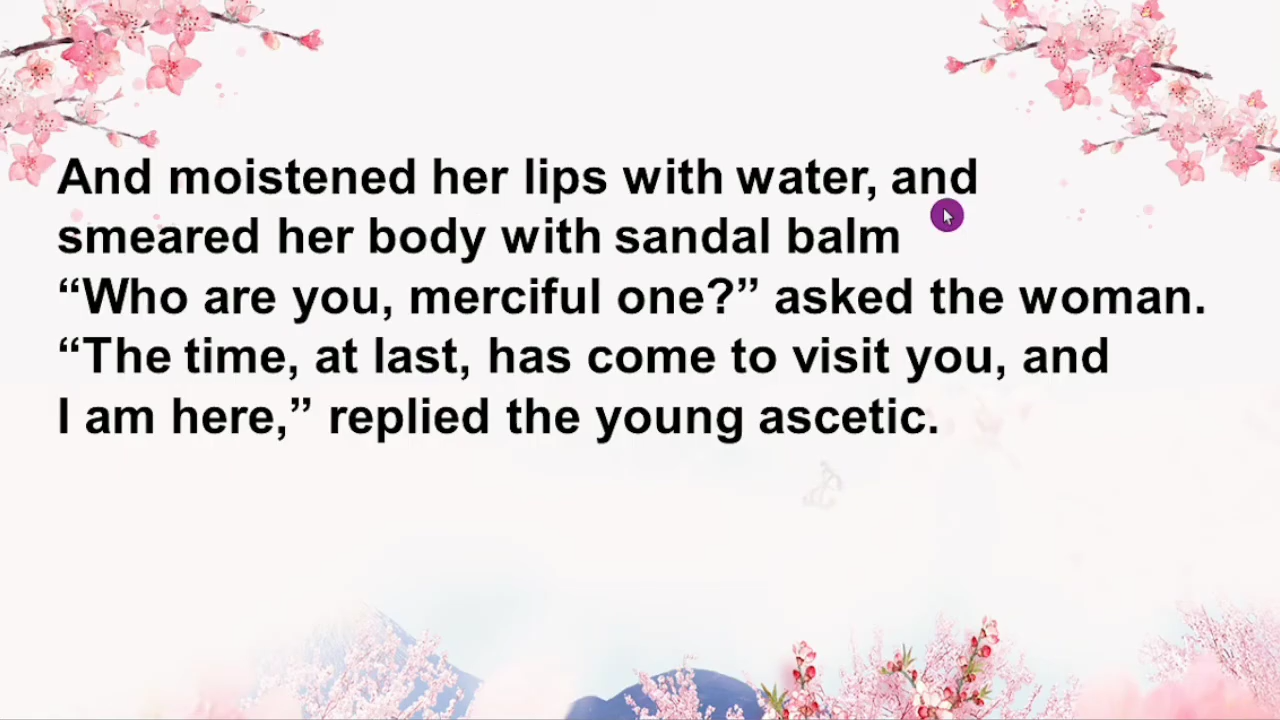 And moistened her lips with water, and
smeared her body with sandal balm
“Who are you, merciful one?” asked the woman.
“The time, at last, has come to visit you, and
I am here,” replied the young ascetic.